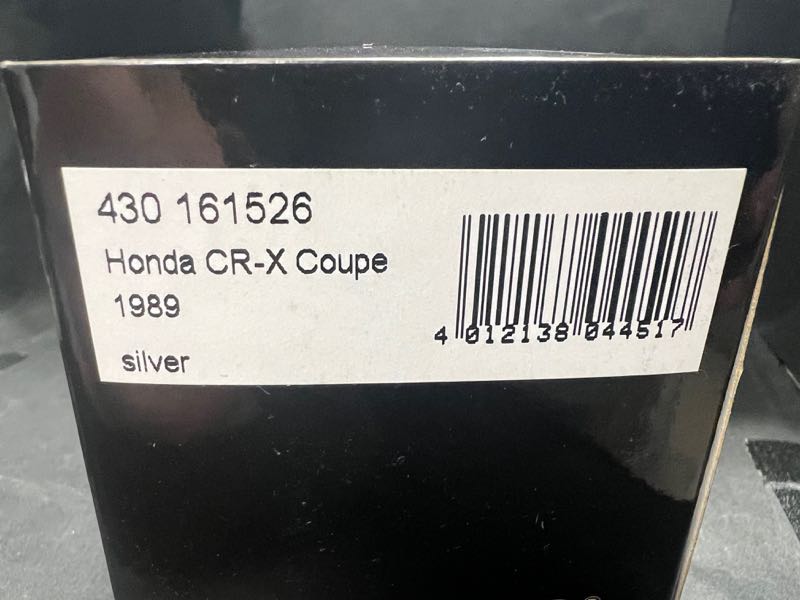 430 161526
Honda CR-X Coupe
1989
silver
4 012138 044517